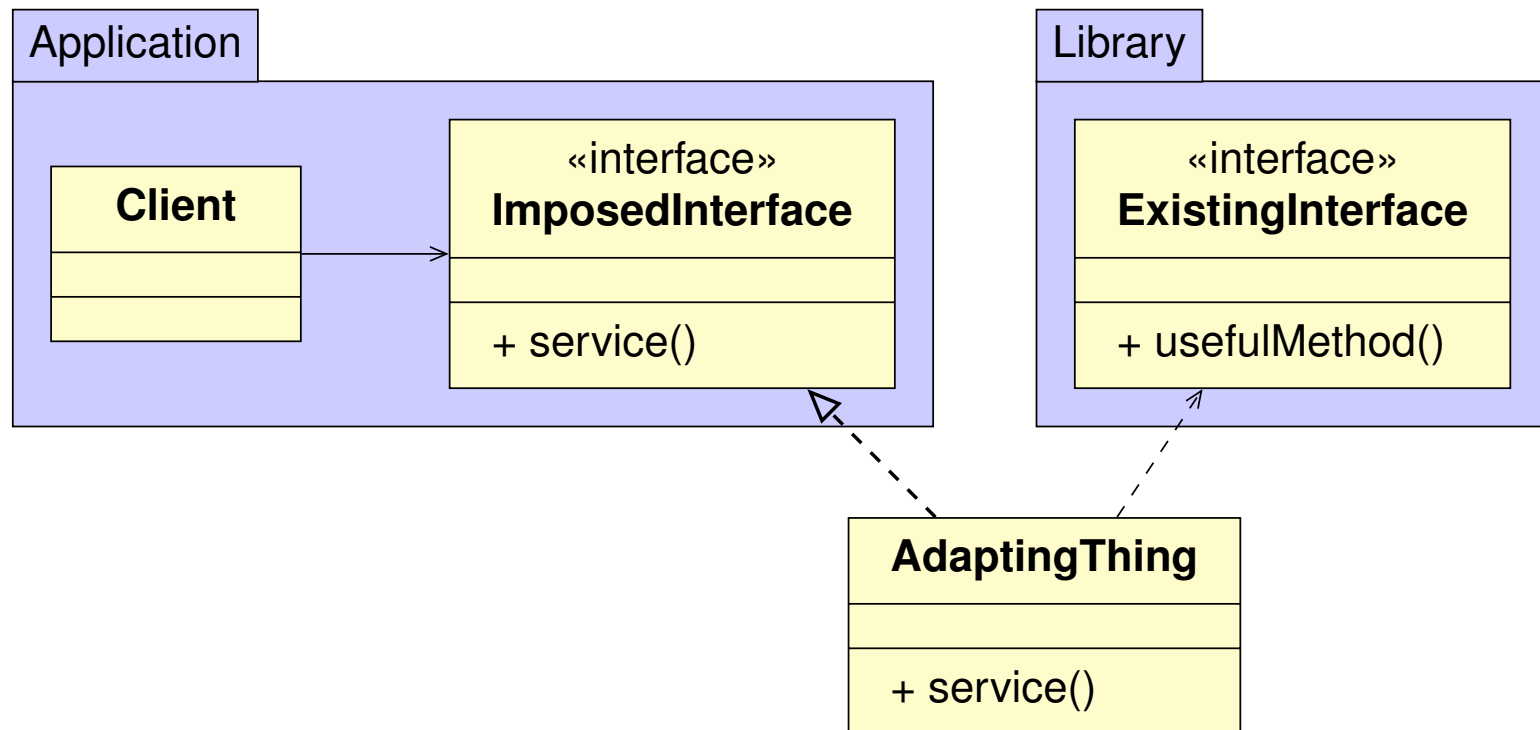 Application
Client
«interface»
ImposedInterface
+ service()
Library
«interface»
ExistingInterface
+ usefulMethod()
AdaptingThing
+ service()